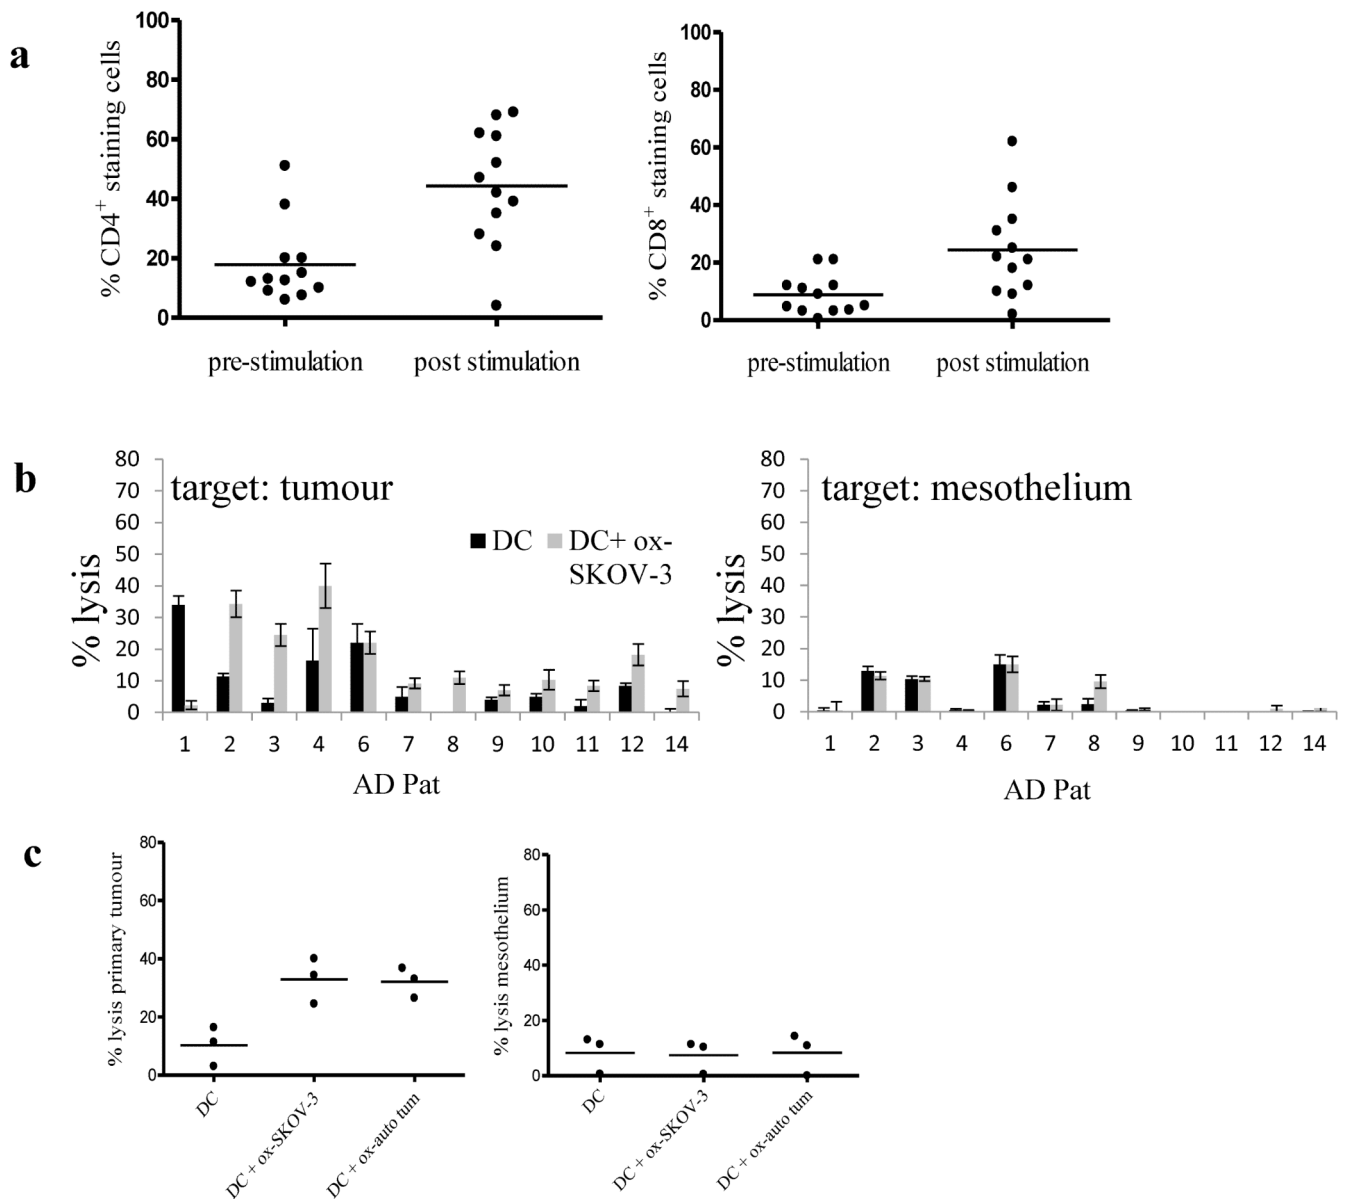 a
% CD4+ staining cells
100
80
60
40
20
0
pre-stimulation
post stimulation
% CD8+ staining cells
100
80
60
40
20
0
pre-stimulation
post stimulation
b
% lysis
80
70
60
50
40
30
20
10
0
target: tumour
DC
DC+ ox-
SKOV-3
1 2 3 4 6 7 8 9 10 11 12 14
AD Pat
% lysis
80
70
60
50
40
30
20
10
0
target: mesothelium
1 2 3 4 6 7 8 9 10 11 12 14
AD Pat
c
% lysis primary tumour
80
60
40
20
0
DC
DC + ox-SKOV-3
DC + ox-auto tum
% lysis mesothelium
80
60
40
20
0
DC
DC + ox-SKOV-3
DC + ox-auto tum